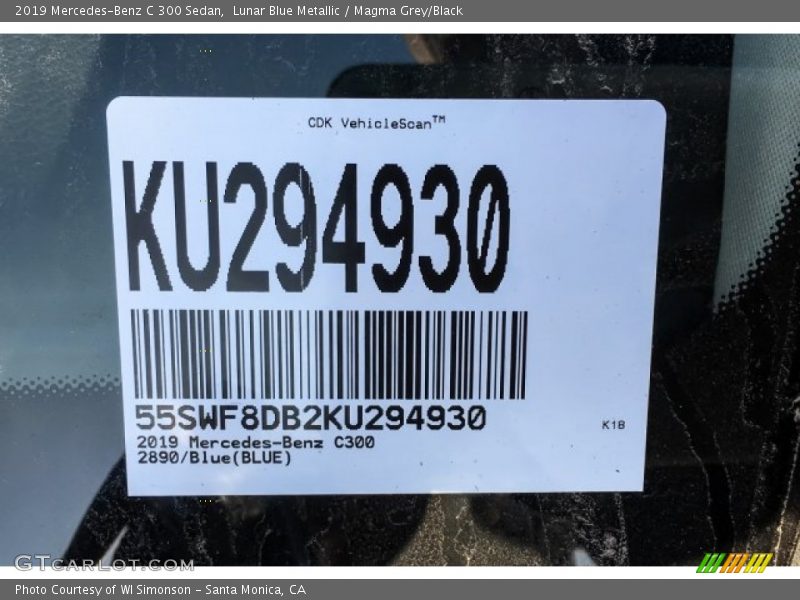 2019 Mercedes-Benz C 300 Sedan, Lunar Blue Metallic / Magma Grey/Black
CDK VehicleScan™
KU294930
55SWF8DB2KU294930
K18
2019 Mercedes-Benz C300
2890/Blue(BLUE)
GTcarlot.com
Photo Courtesy of WI Simonson - Santa Monica, CA